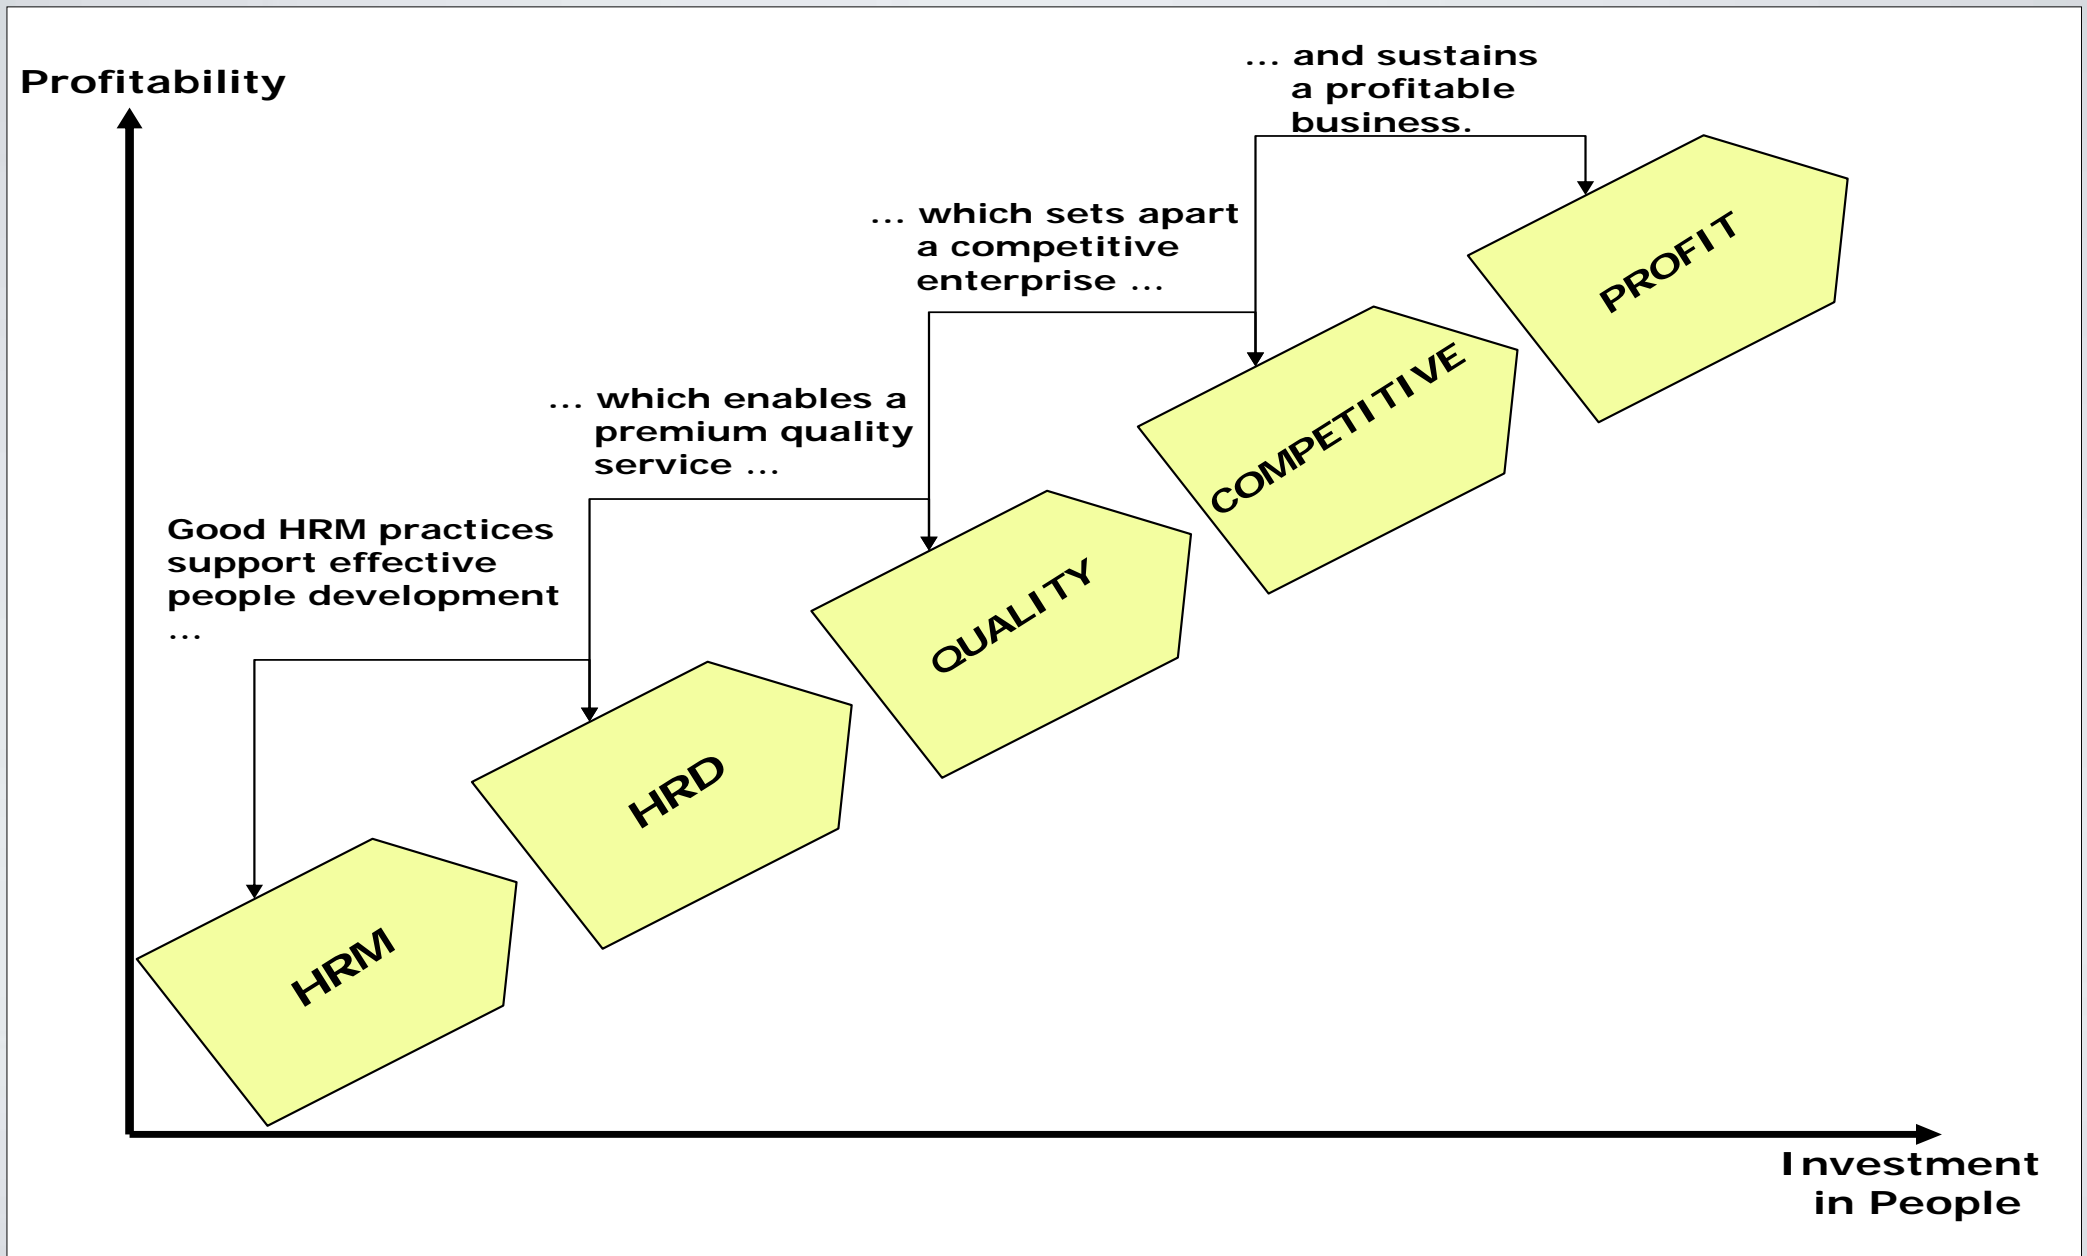 Profitability
… and sustains
a profitable
business.
PROFIT
… which sets apart
a competitive
enterprise …
COMPETITIVE
… which enables a
premium quality
service …
QUALITY
Good HRM practices
support effective
people development
…
HRD
HRM
Investment
in People